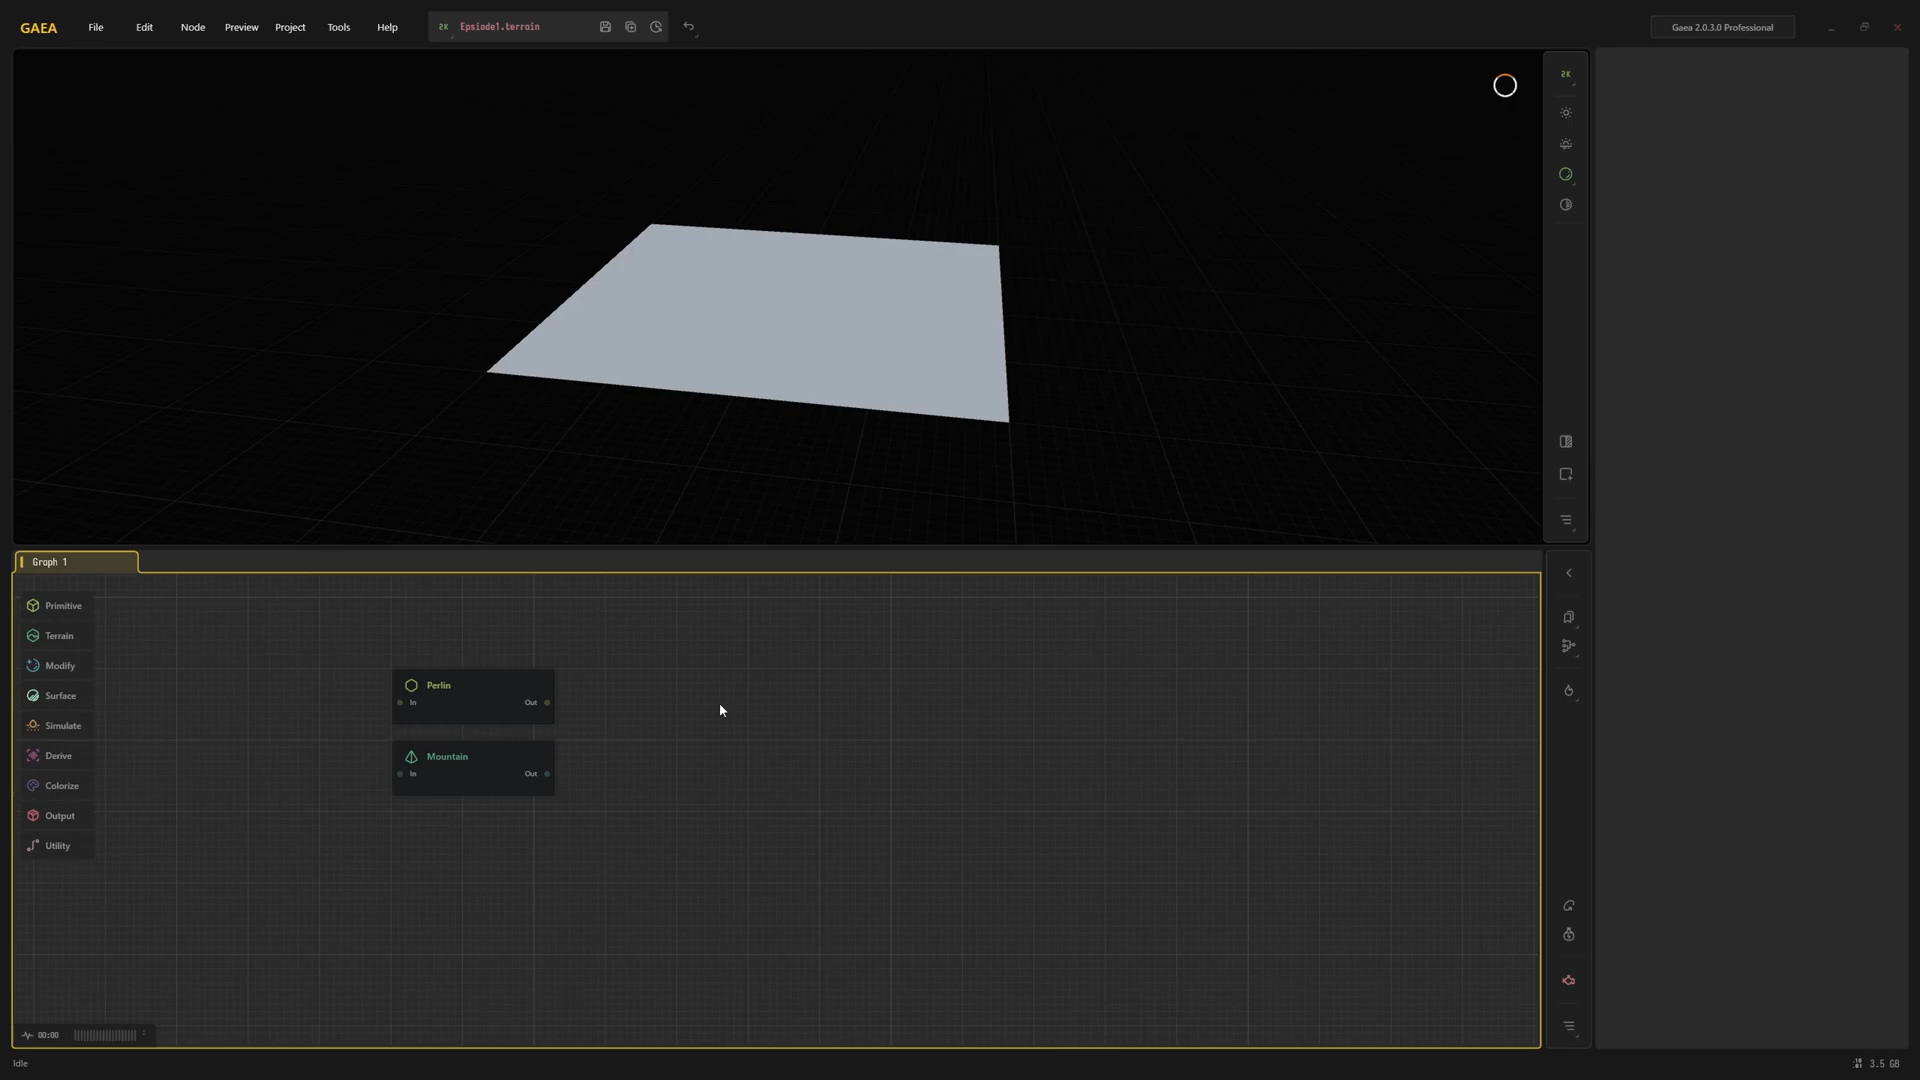 GAEA File Edit Node Preview Project Tools Help 2K Epsiode1.terrain Gaea 2.0.3.0 Professional
2K
Graph 1
Primitive
Terrain
Modify
Surface
Simulate
Derive
Colorize
Output
Utility
Perlin
In Out
Mountain
In Out
00:00
Idle
3.5 GB